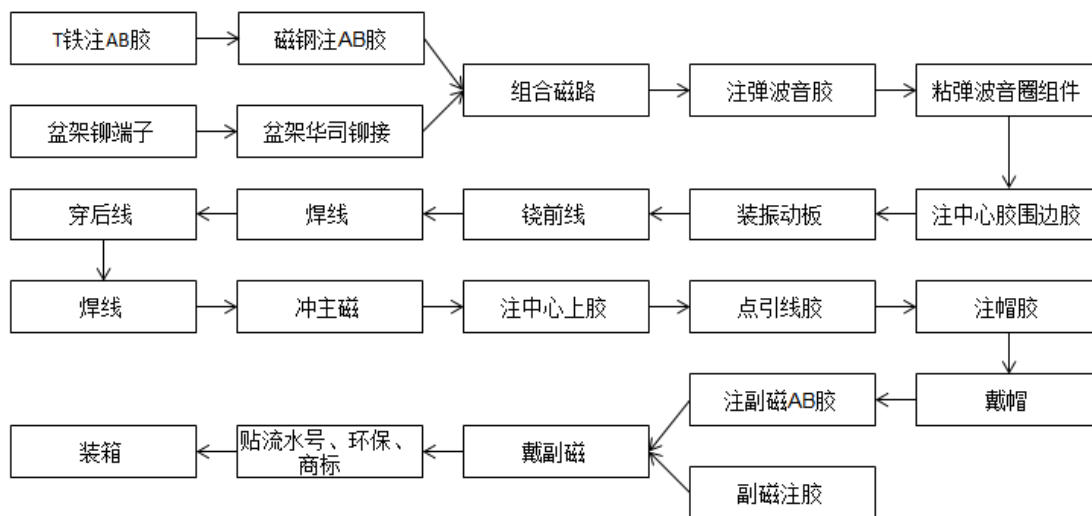 T铁注AB胶
磁钢注AB胶
组合磁路
注弹波音胶
粘弹波音圈组件
盆架铆端子
盆架华司铆接
穿后线
焊线
铙前线
装振动板
注中心胶围边胶
焊线
冲主磁
注中心上胶
点引线胶
注帽胶
注副磁AB胶
戴帽
装箱
贴流水号、环保、
商标
戴副磁
副磁注胶